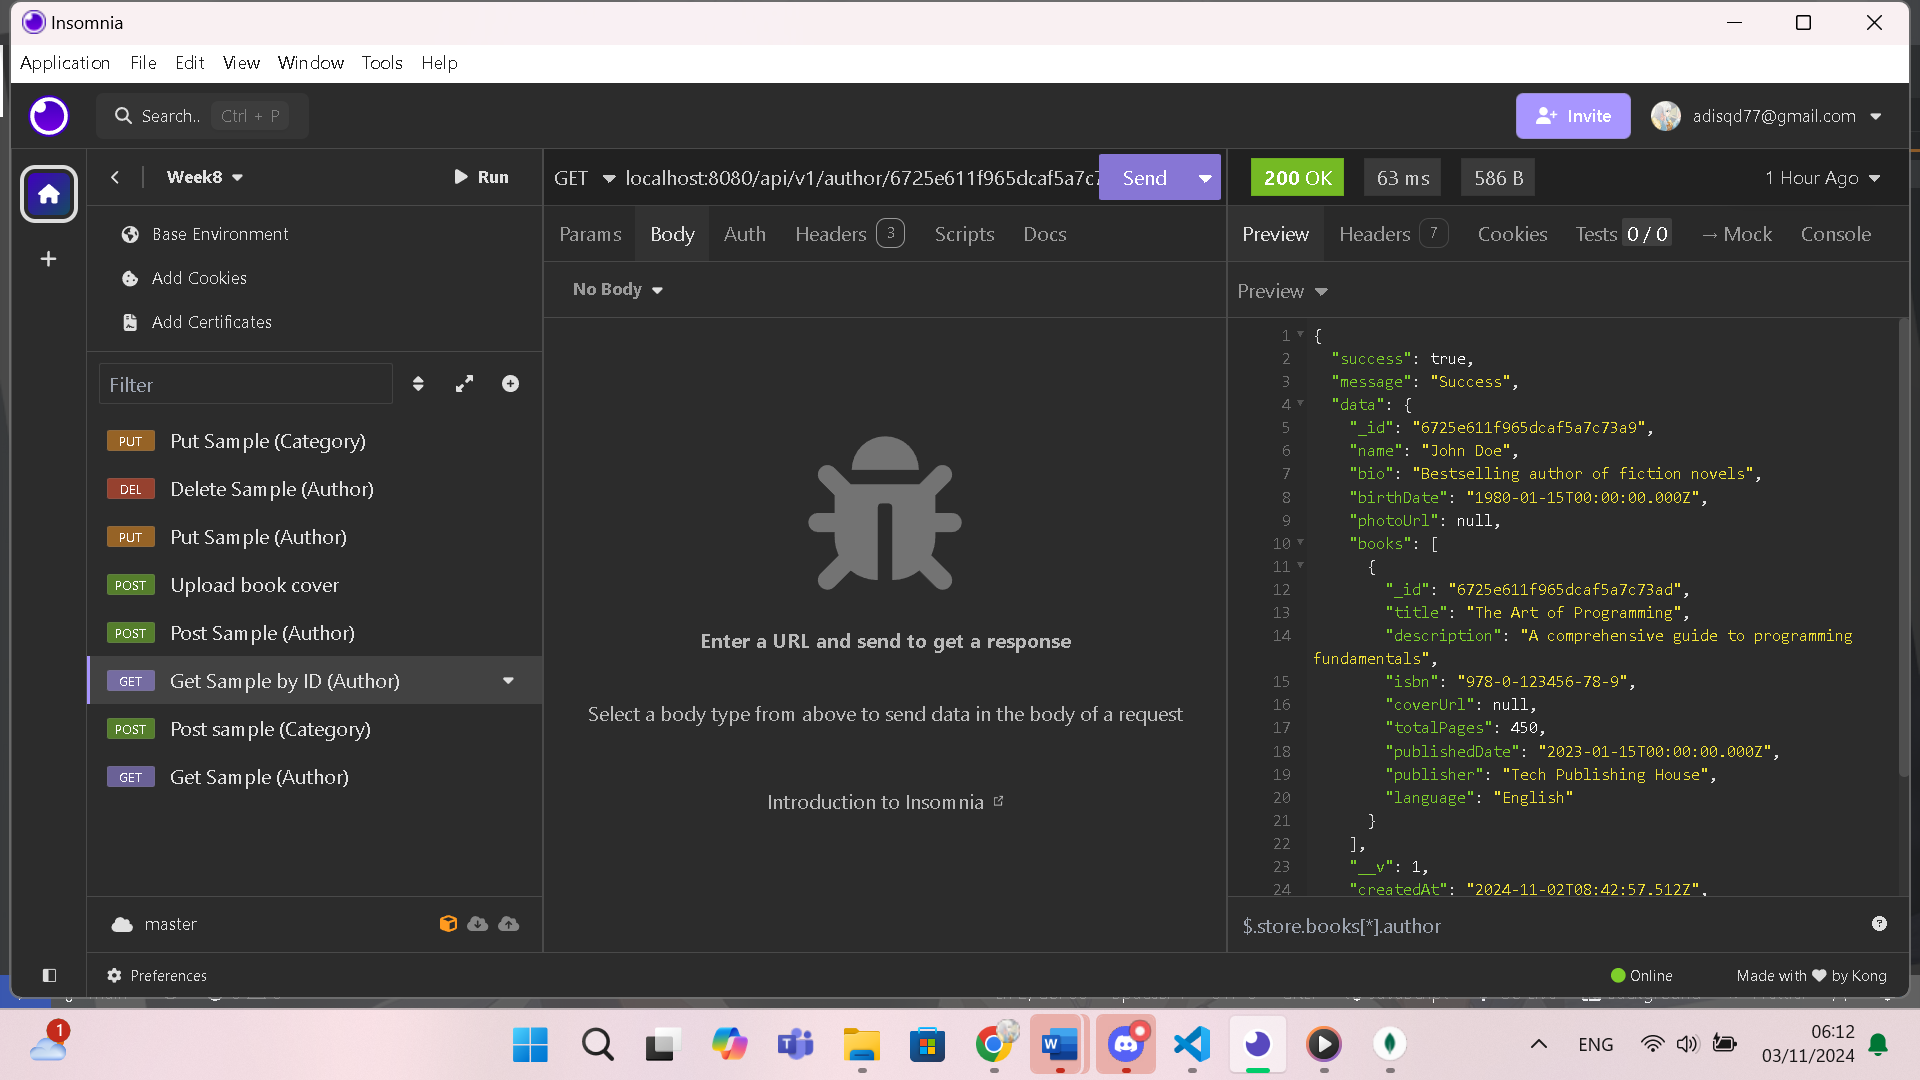 Insomnia
Application File Edit View Window Tools Help
Search.. Ctrl + P
Invite
adisqd77@gmail.com
Week8
Run
GET localhost:8080/api/v1/author/6725e611f965dcaf5a7c7
Send
200 OK
63 ms
586 B
1 Hour Ago
Base Environment
Add Cookies
Add Certificates
Params Body Auth Headers 3 Scripts Docs
Preview Headers 7 Cookies Tests 0 / 0 → Mock Console
No Body
Preview
Filter
PUT Put Sample (Category)
DEL Delete Sample (Author)
PUT Put Sample (Author)
POST Upload book cover
POST Post Sample (Author)
GET Get Sample by ID (Author)
POST Post sample (Category)
GET Get Sample (Author)
Enter a URL and send to get a response
Select a body type from above to send data in the body of a request
Introduction to Insomnia
1 {
2 "success": true,
3 "message": "Success",
4 "data": {
5 "_id": "6725e611f965dcaf5a7c73a9",
6 "name": "John Doe",
7 "bio": "Bestselling author of fiction novels",
8 "birthDate": "1980-01-15T00:00:00.000Z",
9 "photoUrl": null,
10 "books": [
11 {
12 "_id": "6725e611f965dcaf5a7c73ad",
13 "title": "The Art of Programming",
14 "description": "A comprehensive guide to programming
fundamentals",
15 "isbn": "978-0-123456-78-9",
16 "coverUrl": null,
17 "totalPages": 450,
18 "publishedDate": "2023-01-15T00:00:00.000Z",
19 "publisher": "Tech Publishing House",
20 "language": "English"
21 }
22 ],
23 "__v": 1,
24 "createdAt": "2024-11-02T08:42:57.512Z",
$.store.books[*].author
master
Preferences
Online
Made with ❤ by Kong
1
ENG
06:12
03/11/2024